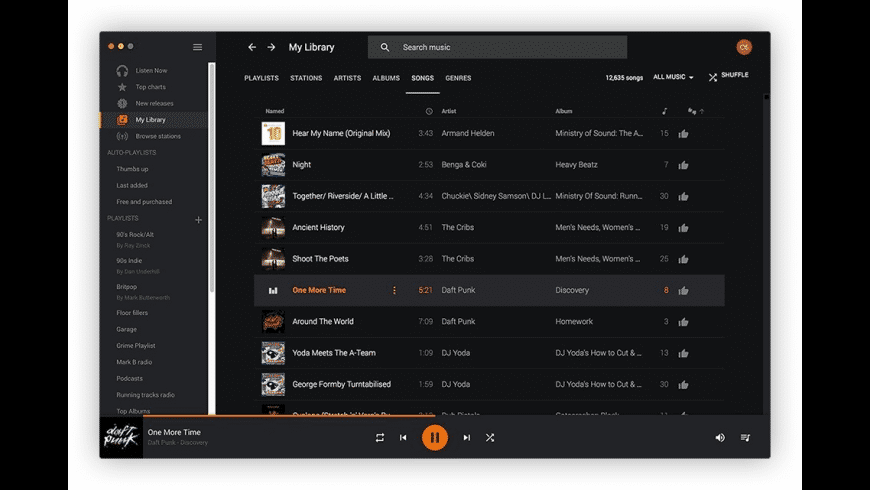 My Library
Search music
Listen Now
Top charts
New releases
My Library
Browse stations
AUTO-PLAYLISTS
Thumbs up
Last added
Free and purchased
PLAYLISTS
90's Rock/Alt
By Ray Zinck
90s Indie
By Dan Underhill
Britpop
By Mark Butterworth
Floor fillers
Garage
Grime Playlist
Mark B radio
Podcasts
Running tracks radio
Top Albums
PLAYLISTS STATIONS ARTISTS ALBUMS SONGS GENRES
12,635 songs ALL MUSIC SHUFFLE
Named Artist Album
Hear My Name (Original Mix) 3:43 Armand Helden Ministry of Sound: The A... 15
Night 2:53 Benga & Coki Heavy Beatz 7
Together/ Riverside/ A Little ... 4:34 Chuckie\ Sidney Samson\ DJ I... Ministry Of Sound: Runn... 30
Ancient History 4:51 The Cribs Men's Needs, Women's ... 19
Shoot The Poets 3:28 The Cribs Men's Needs, Women's ... 25
One More Time 5:21 Daft Punk Discovery 8
Around The World 7:09 Daft Punk Homework 3
Yoda Meets The A-Team 1:09 DJ Yoda DJ Yoda's How to Cut & ... 13
George Formby Turntabilised 1:59 DJ Yoda DJ Yoda's How to Cut & ... 30
daft punk
One More Time
Daft Punk - Discovery